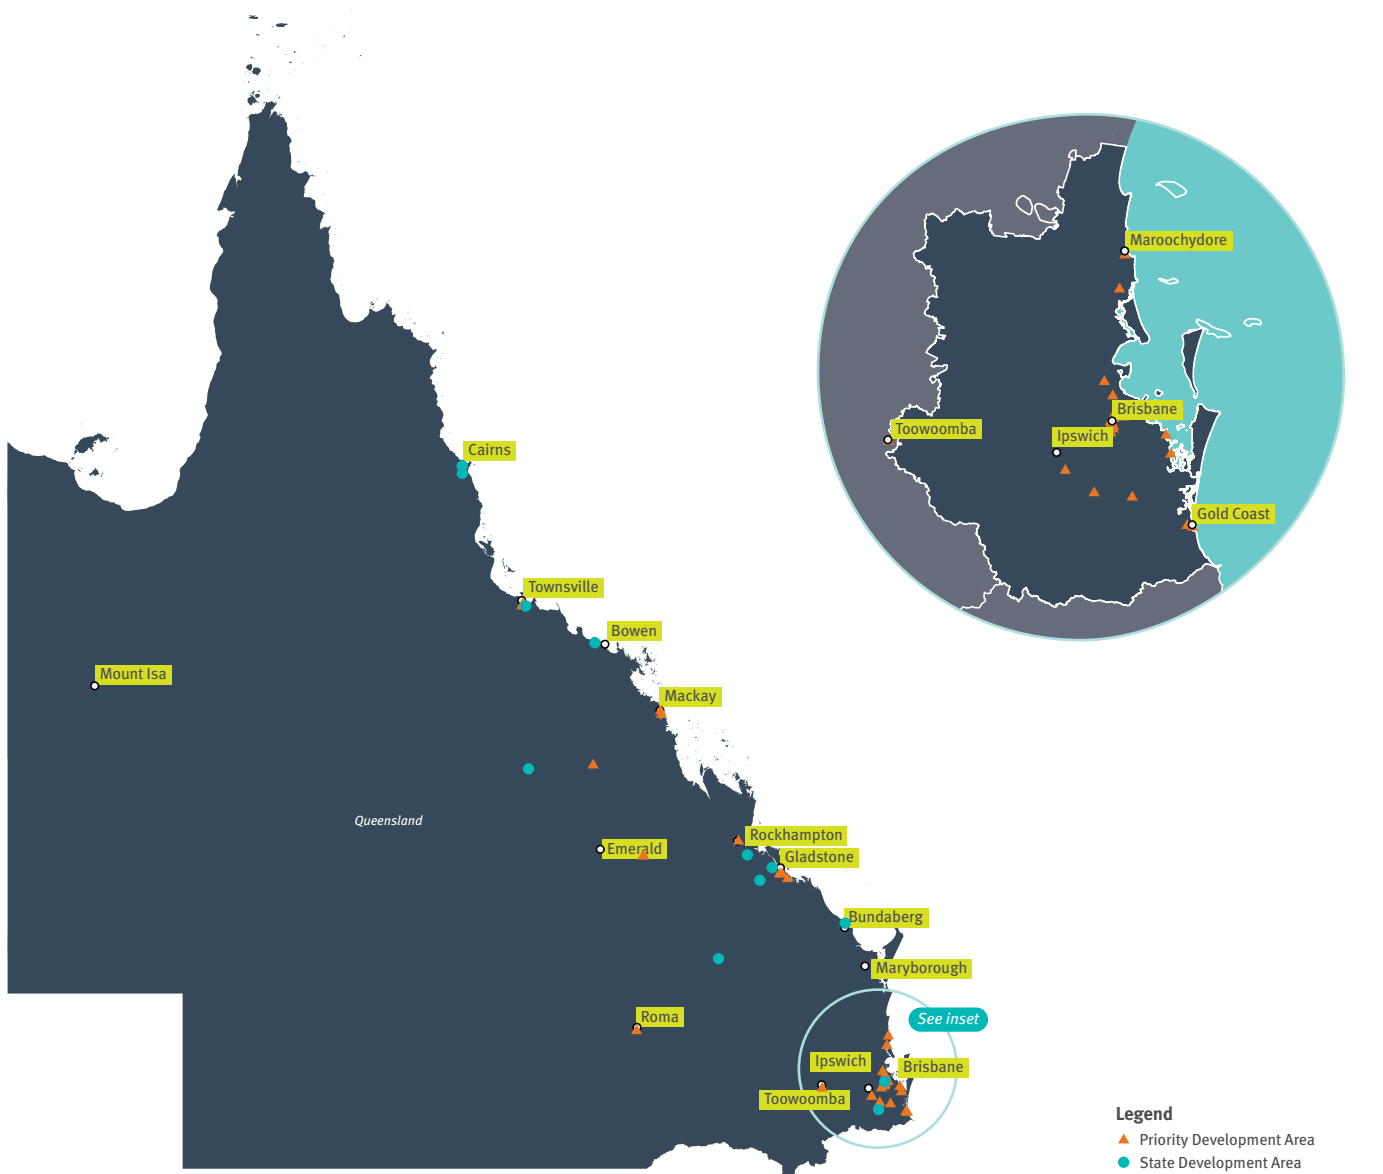 Maroochydore
Brisbane
Toowoomba
Ipswich
Gold Coast
Cairns
Townsville
Bowen
Mount Isa
Mackay
Queensland
Rockhampton
Emerald
Gladstone
Bundaberg
Maryborough
Roma
See inset
Ipswich
Brisbane
Toowoomba
Legend
Priority Development Area
State Development Area